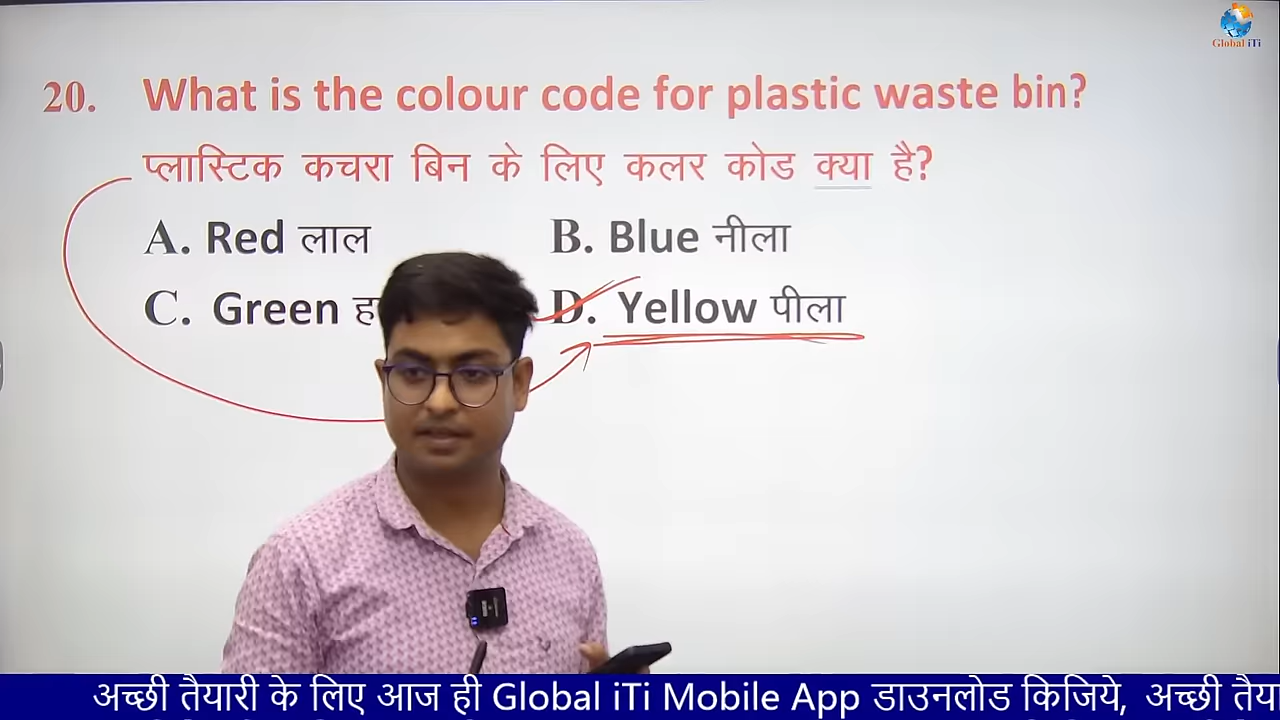 Global iTi
20. What is the colour code for plastic waste bin?
प्लास्टिक कचरा बिन के लिए कलर कोड क्या है?
A. Red लाल B. Blue नीला
C. Green D. Yellow पीला
अच्छी तैयारी के लिए आज ही Global iTi Mobile App डाउनलोड किजिये, अच्छी